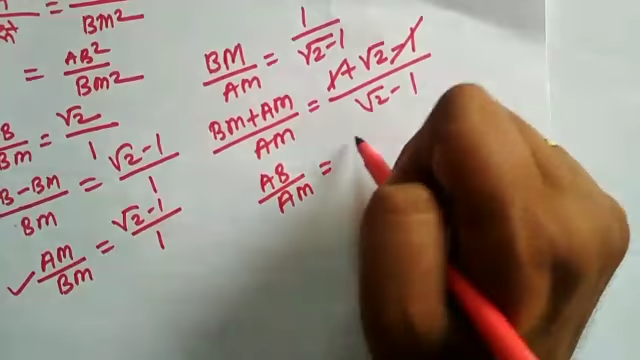 BM²
= AB²/BM²
B/BM = √2/1
B-BM/BM = √2-1/1
✓ AM/BM = √2-1/1
BM/AM = 1/√2-1
BM+AM/AM = 1+√2-1/√2-1
AB/AM =